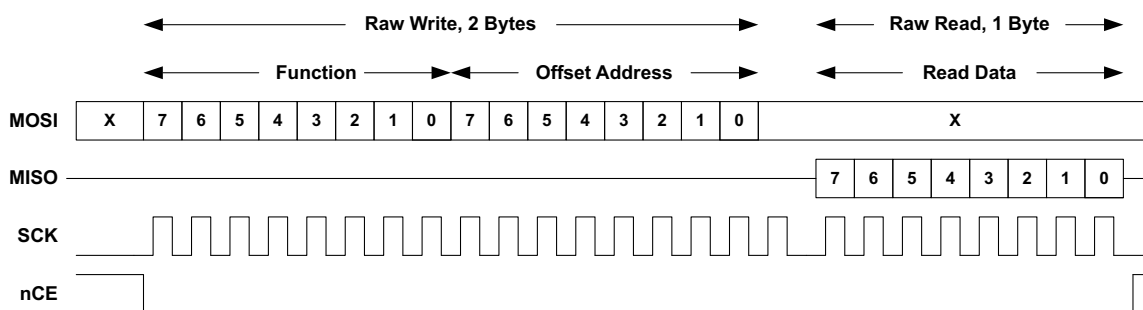 Raw Write, 2 Bytes Raw Read, 1 Byte
Function Offset Address Read Data
MOSI X 7 6 5 4 3 2 1 0 7 6 5 4 3 2 1 0 X
MISO 7 6 5 4 3 2 1 0
SCK
nCE